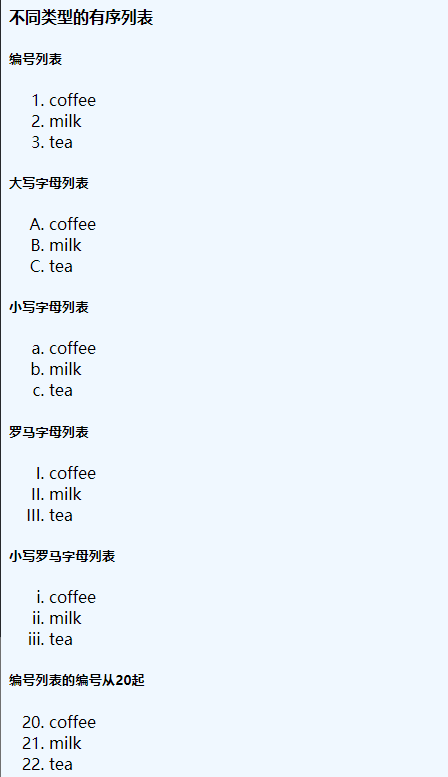 不同类型的有序列表
编号列表
1. coffee
2. milk
3. tea
大写字母列表
A. coffee
B. milk
C. tea
小写字母列表
a. coffee
b. milk
c. tea
罗马字母列表
I. coffee
II. milk
III. tea
小写罗马字母列表
i. coffee
ii. milk
iii. tea
编号列表的编号从20起
20. coffee
21. milk
22. tea